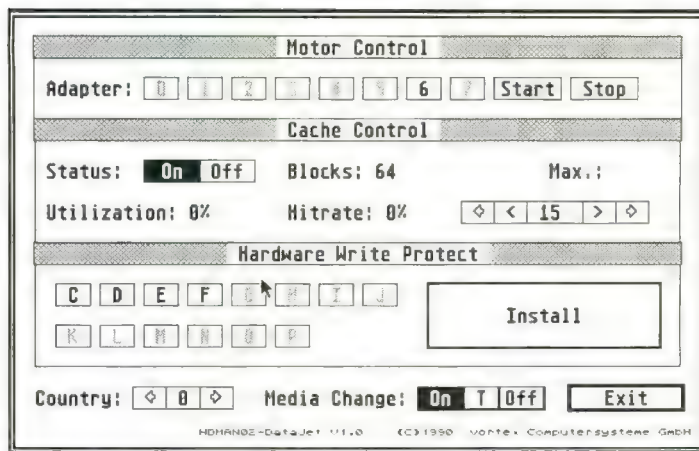 Motor Control
Adapter: 0 1 2 3 4 5 6 7 Start Stop
Cache Control
Status: On Off Blocks: 64 Max.:
Utilization: 0% Hitrate: 0% 15
Hardware Write Protect
C D E F G H I J
Install
K L M N O P
Country: 0 Media Change: On T Off Exit
HDMAN02-DataJet V1.0 (C)1990 vortex Computersysteme GmbH